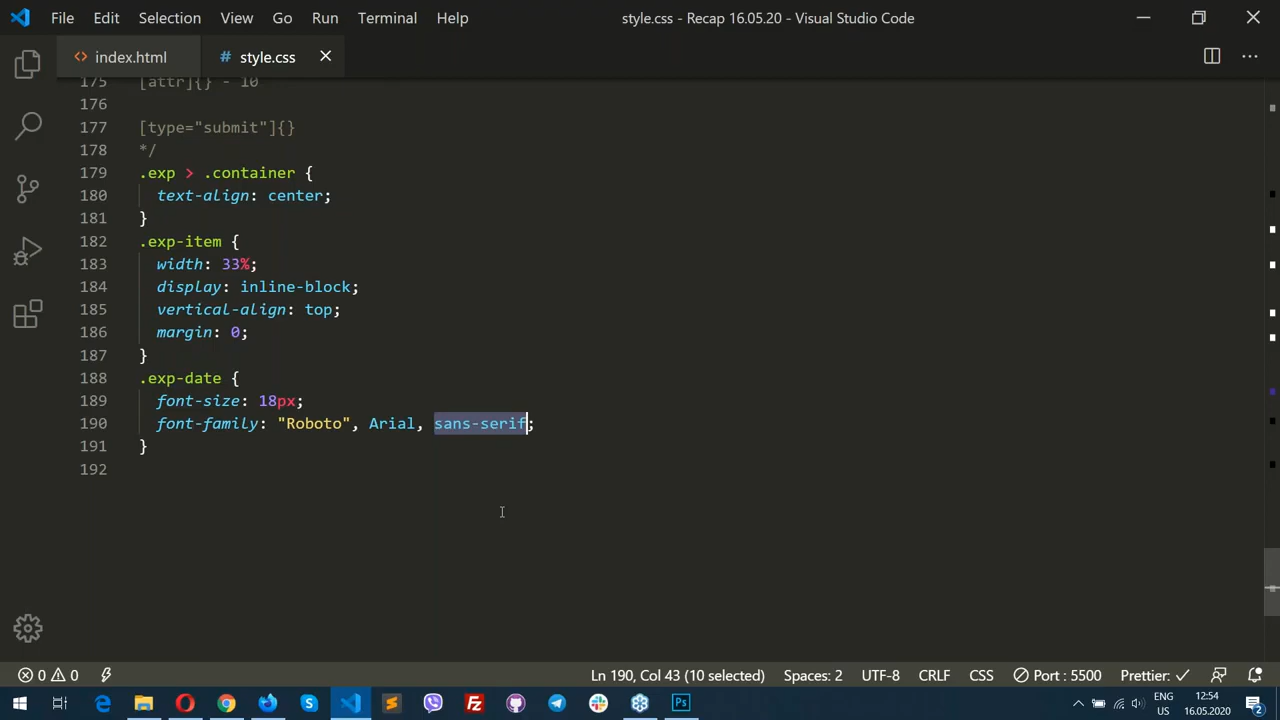 File Edit Selection View Go Run Terminal Help style.css - Recap 16.05.20 - Visual Studio Code
<> index.html # style.css
175 [attr]{} - 10
176
177 [type="submit"]{}
178 */
179 .exp > .container {
180 text-align: center;
181 }
182 .exp-item {
183 width: 33%;
184 display: inline-block;
185 vertical-align: top;
186 margin: 0;
187 }
188 .exp-date {
189 font-size: 18px;
190 font-family: "Roboto", Arial, sans-serif;
191 }
192
0 0 Ln 190, Col 43 (10 selected) Spaces: 2 UTF-8 CRLF CSS Port : 5500 Prettier: ✓
ENG 12:54
US 16.05.2020 2